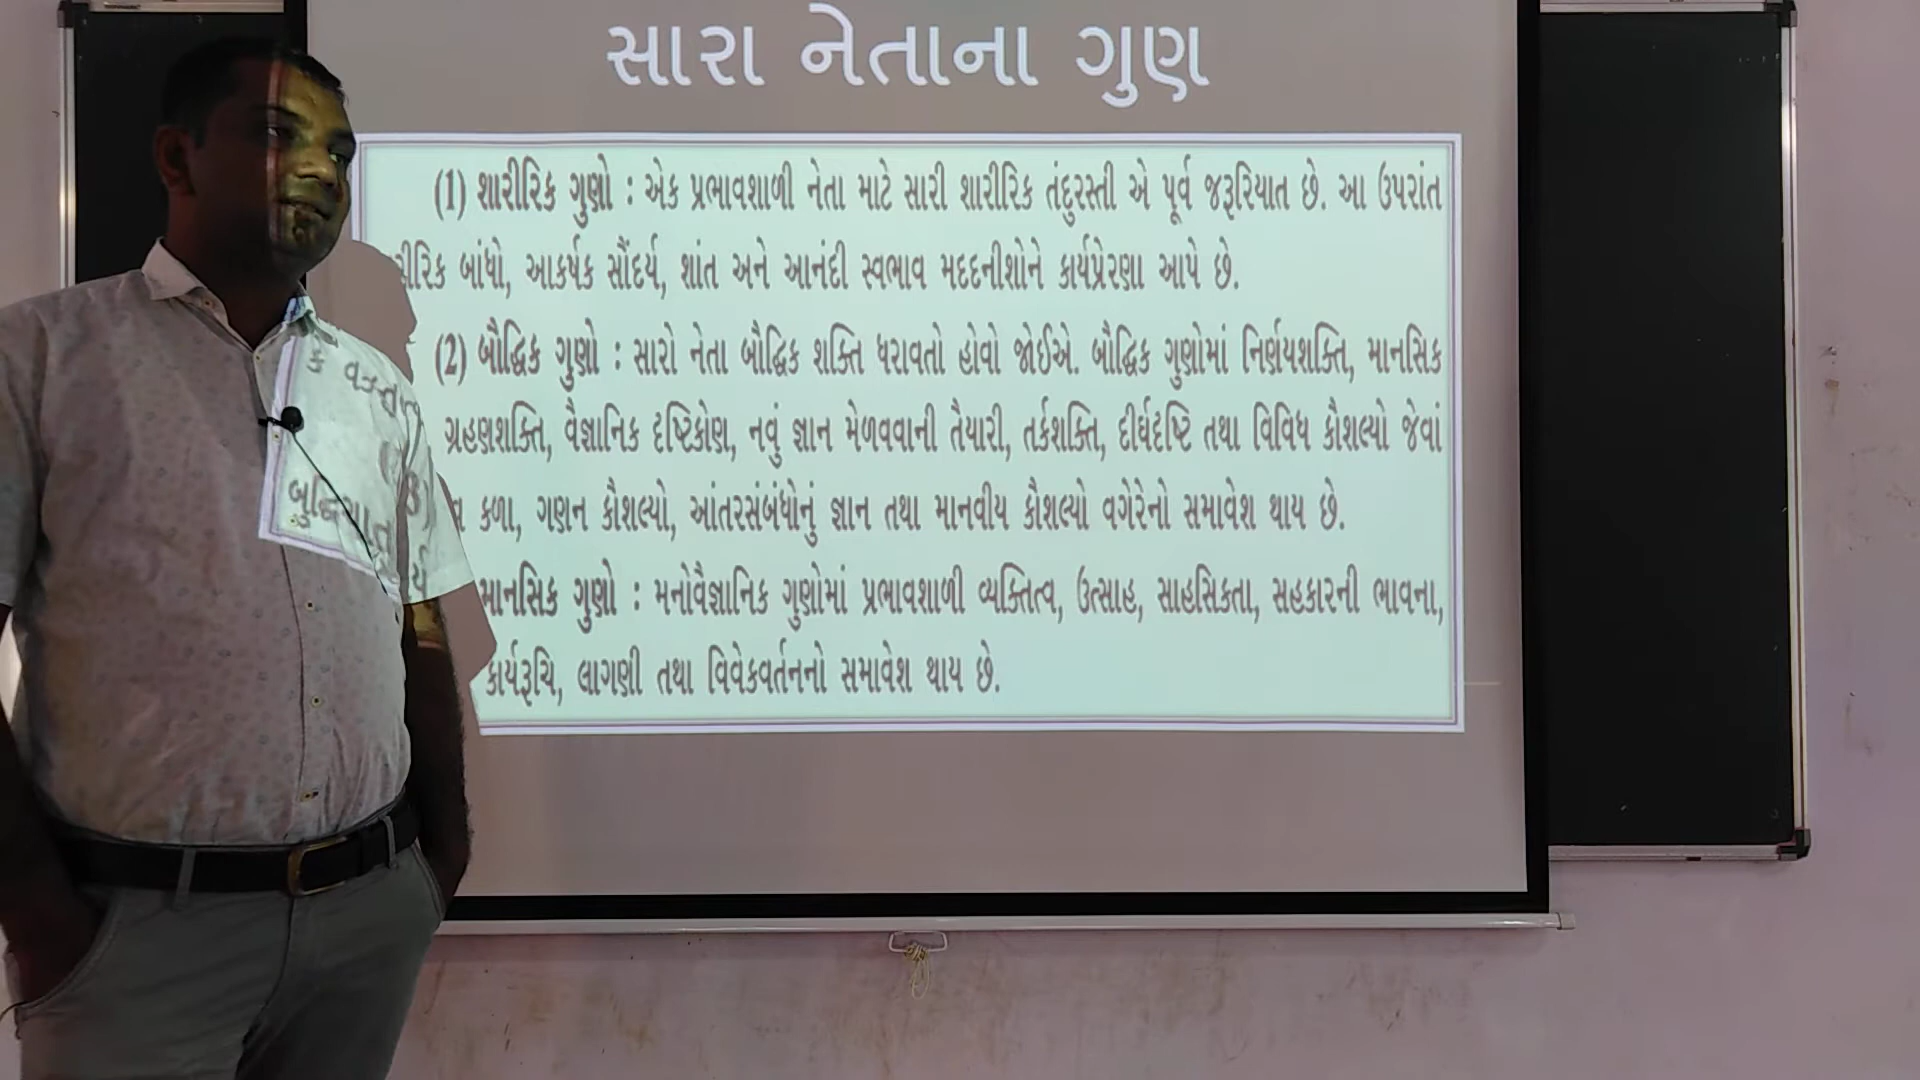 સારા નેતાના ગુણ
(1) શારીરિક ગુણો : એક પ્રભાવશાળી નેતા માટે સારી શારીરિક તંદુરસ્તી એ પૂર્વ જરૂરિયાત છે. આ ઉપરાંત
બાંધો, આકર્ષક સૌંદર્ય, શાંત અને આનંદી સ્વભાવ મદદનીશોને કાર્યપ્રેરણા આપે છે.
(2) બૌદ્ધિક ગુણો : સારો નેતા બૌદ્ધિક શક્તિ ધરાવતો હોવો જોઈએ. બૌદ્ધિક ગુણોમાં નિર્ણયશક્તિ, માનસિક
ગ્રહણશક્તિ, વૈજ્ઞાનિક દૃષ્ટિકોણ, નવું જ્ઞાન મેળવવાની તૈયારી, તર્કશક્તિ, દીર્ઘદૃષ્ટિ તથા વિવિધ કૌશલ્યો જેવાં
કળા, ગણન કૌશલ્યો, આંતરસંબંધોનું જ્ઞાન તથા માનવીય કૌશલ્યો વગેરેનો સમાવેશ થાય છે.
માનસિક ગુણો : મનોવૈજ્ઞાનિક ગુણોમાં પ્રભાવશાળી વ્યક્તિત્વ, ઉત્સાહ, સાહસિકતા, સહકારની ભાવના,
કાર્યરૂચિ, લાગણી તથા વિવેકવર્તનનો સમાવેશ થાય છે.